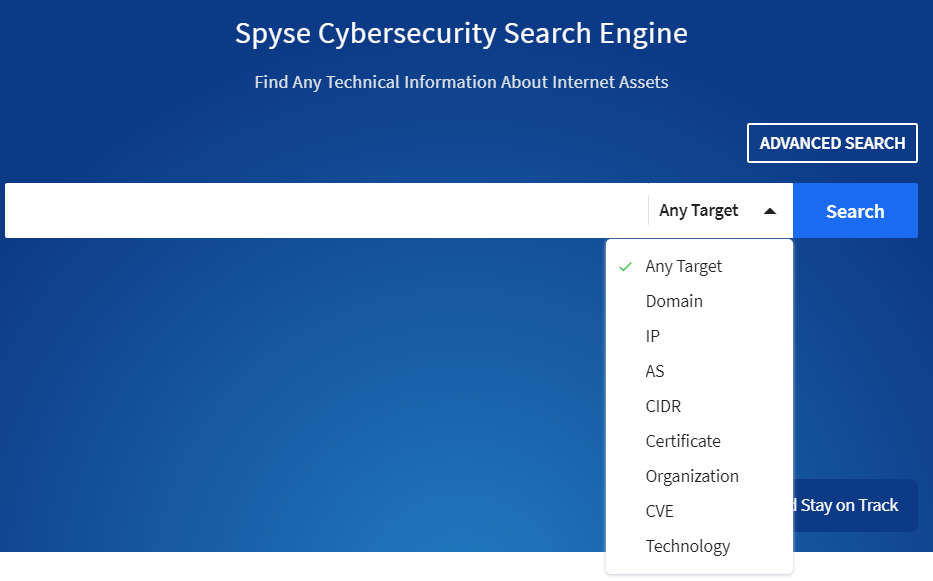 Spyse Cybersecurity Search Engine
Find Any Technical Information About Internet Assets
ADVANCED SEARCH
Any Target
Search
Any Target
Domain
IP
AS
CIDR
Certificate
Organization
CVE
Technology
Stay on Track